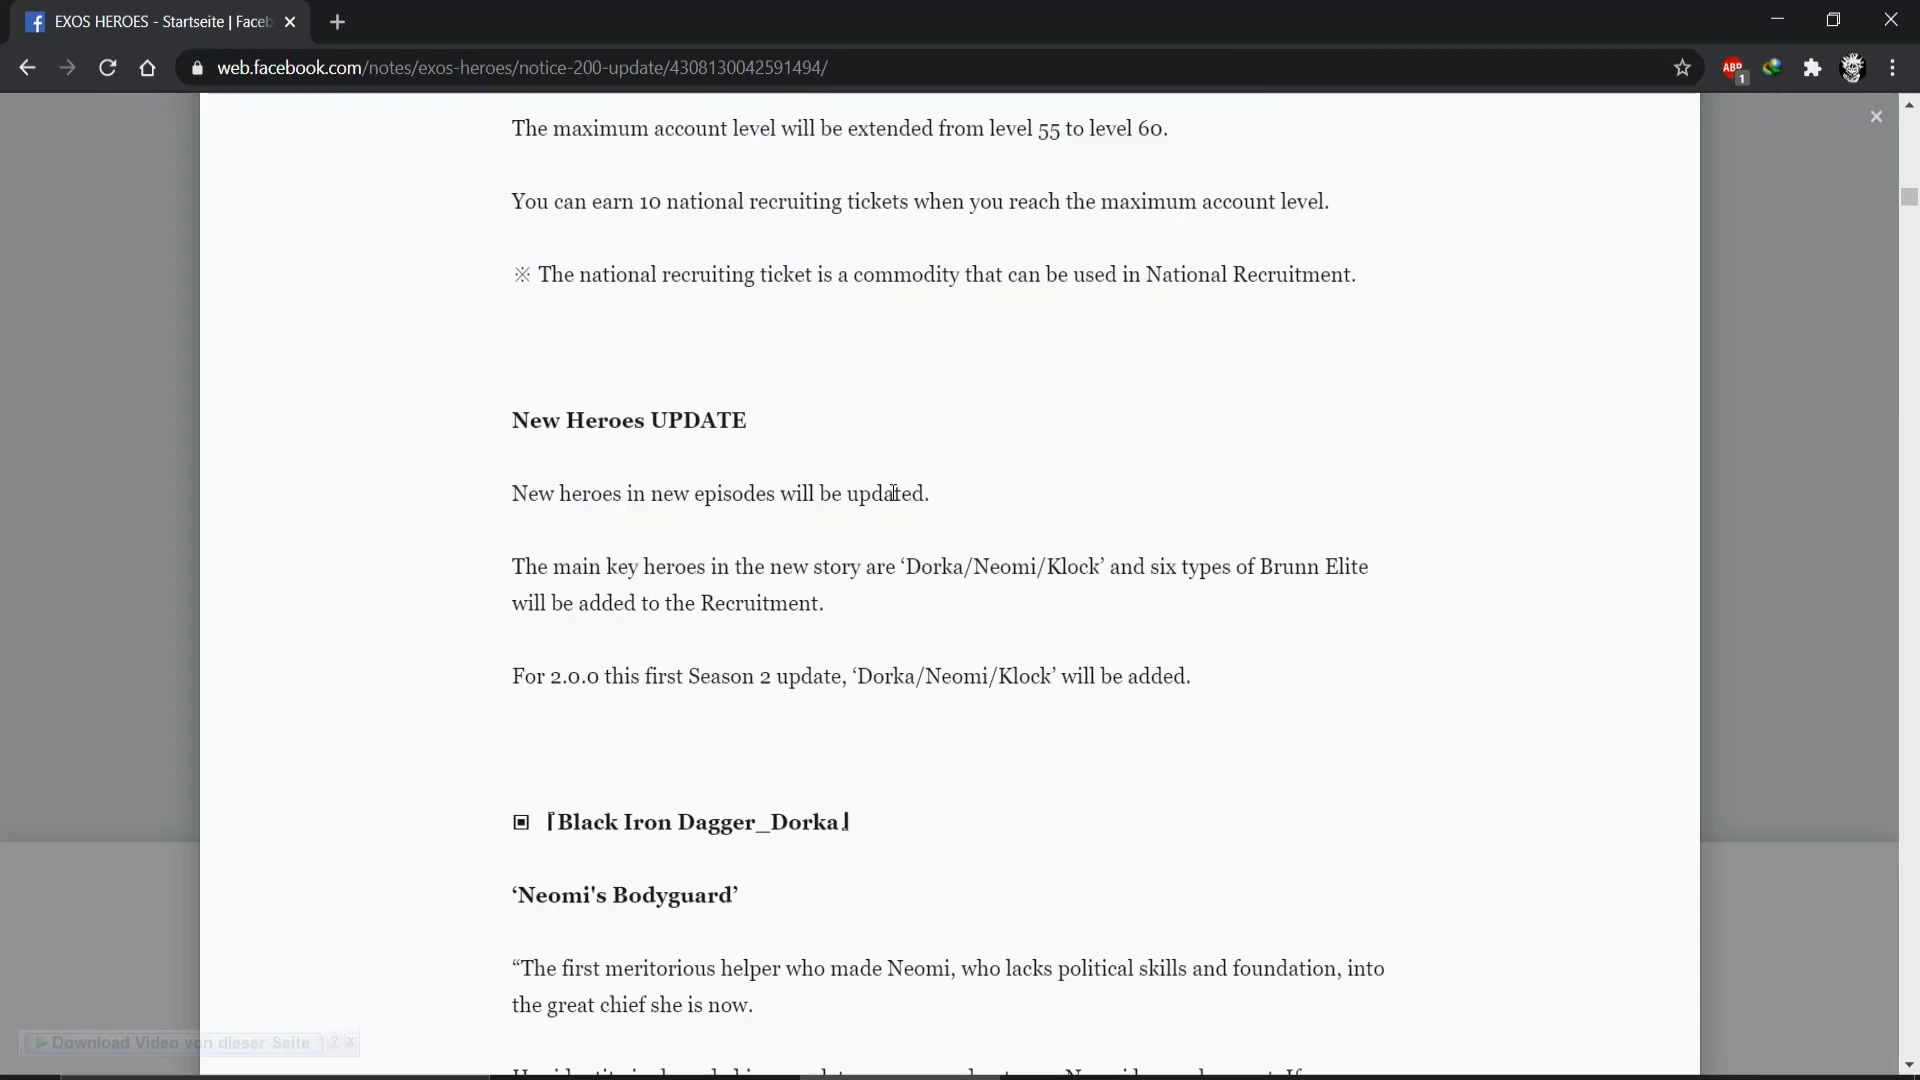 EXOS HEROES - Startseite | Faceb
web.facebook.com/notes/exos-heroes/notice-200-update/4308130042591494/
ABP
1
The maximum account level will be extended from level 55 to level 60.
You can earn 10 national recruiting tickets when you reach the maximum account level.
※ The national recruiting ticket is a commodity that can be used in National Recruitment.
New Heroes UPDATE
New heroes in new episodes will be updated.
The main key heroes in the new story are ‘Dorka/Neomi/Klock’ and six types of Brunn Elite
will be added to the Recruitment.
For 2.0.0 this first Season 2 update, ‘Dorka/Neomi/Klock’ will be added.
▣ 『Black Iron Dagger_Dorka』
‘Neomi's Bodyguard’
“The first meritorious helper who made Neomi, who lacks political skills and foundation, into
the great chief she is now.
Download Video von dieser Seite ? X